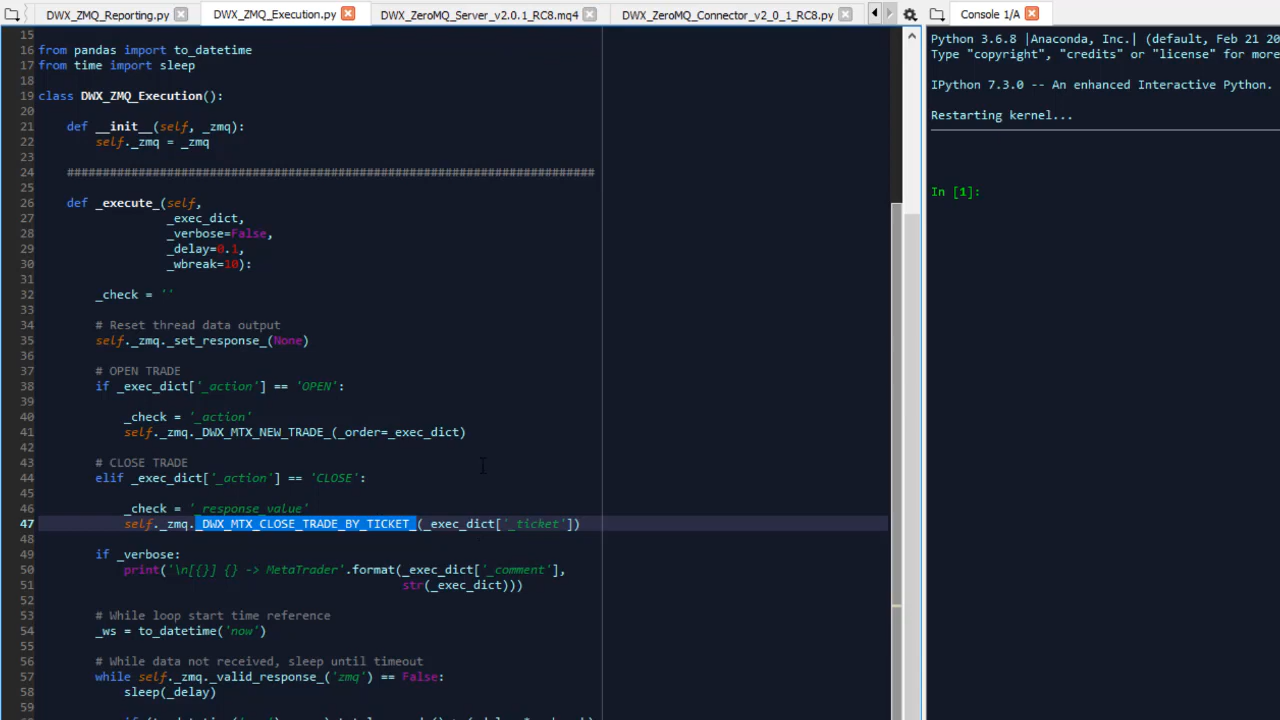 DWX_ZMQ_Reporting.py
DWX_ZMQ_Execution.py
DWX_ZeroMQ_Server_v2.0.1_RC8.mq4
DWX_ZeroMQ_Connector_v2_0_1_RC8.py
Console 1/A
15
16 from pandas import to_datetime
17 from time import sleep
18
19 class DWX_ZMQ_Execution():
20
21 def __init__(self, _zmq):
22 self._zmq = _zmq
23
24 ##########################################################################
25
26 def _execute_(self,
27 _exec_dict,
28 _verbose=False,
29 _delay=0.1,
30 _wbreak=10):
31
32 _check = ''
33
34 # Reset thread data output
35 self._zmq._set_response_(None)
36
37 # OPEN TRADE
38 if _exec_dict['_action'] == 'OPEN':
39
40 _check = '_action'
41 self._zmq._DWX_MTX_NEW_TRADE_(_order=_exec_dict)
42
43 # CLOSE TRADE
44 elif _exec_dict['_action'] == 'CLOSE':
45
46 _check = '_response_value'
47 self._zmq._DWX_MTX_CLOSE_TRADE_BY_TICKET_(_exec_dict['_ticket'])
48
49 if _verbose:
50 print('\n[{}] {} -> MetaTrader'.format(_exec_dict['_comment'],
51 str(_exec_dict)))
52
53 # While loop start time reference
54 _ws = to_datetime('now')
55
56 # While data not received, sleep until timeout
57 while self._zmq._valid_response_('zmq') == False:
58 sleep(_delay)
59
Python 3.6.8 |Anaconda, Inc.| (default, Feb 21 20
Type "copyright", "credits" or "license" for more
IPython 7.3.0 -- An enhanced Interactive Python.
Restarting kernel...
In [1]: